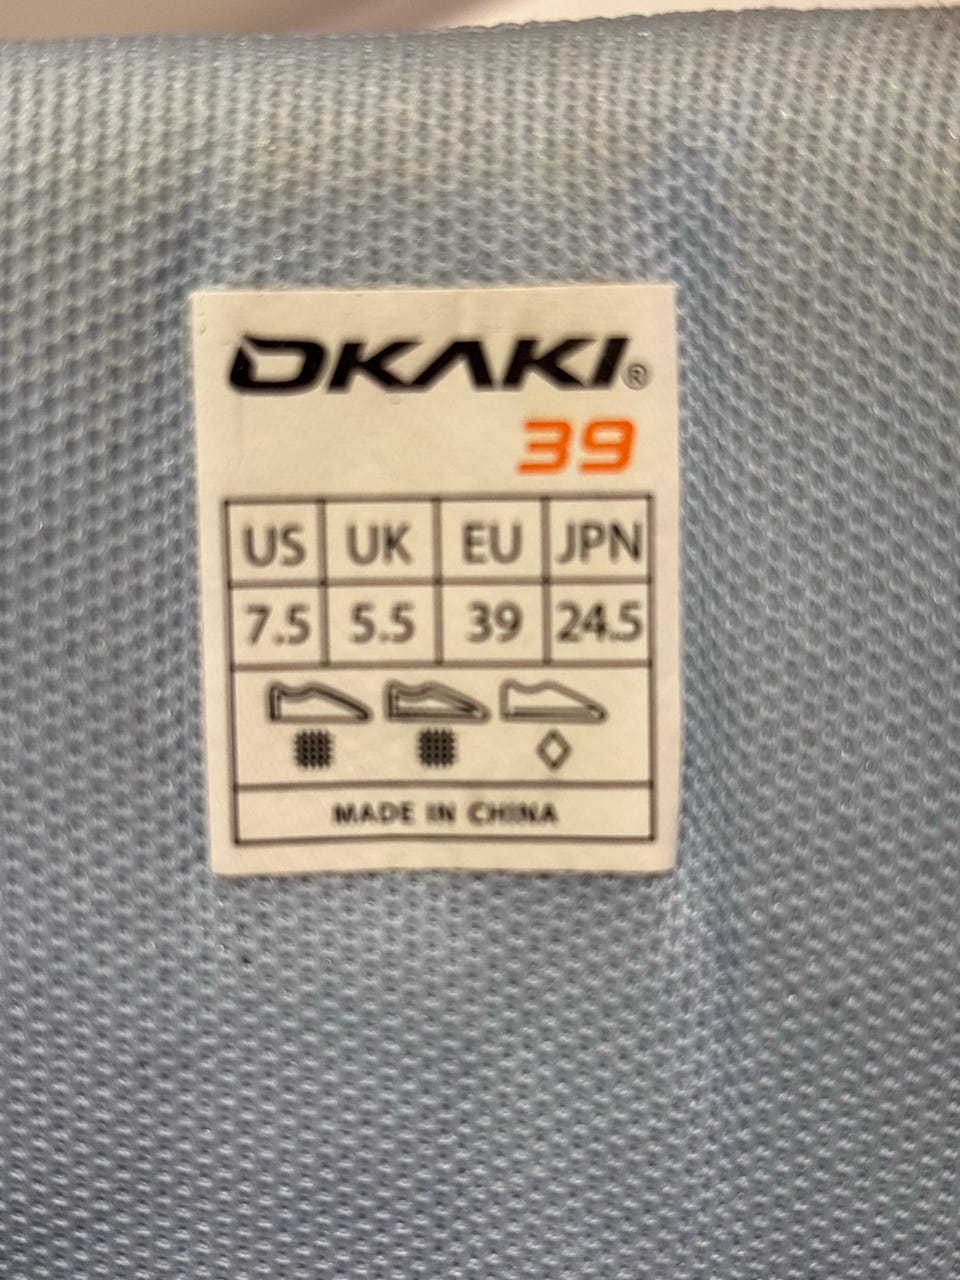 OKAKI®
39
US UK EU JPN
7.5 5.5 39 24.5
MADE IN CHINA